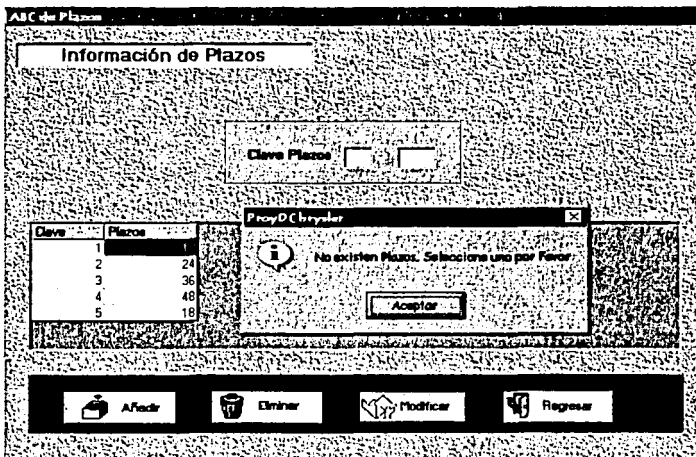 ABC de Plazos
Información de Plazos
Clave Plazos
Clave Plazos
1
2 24
3 36
4 48
5 18
ProyDChrysler
No existen Plazos. Seleccione uno por Favor
Aceptar
Añadir Eliminar Modificar Regresar